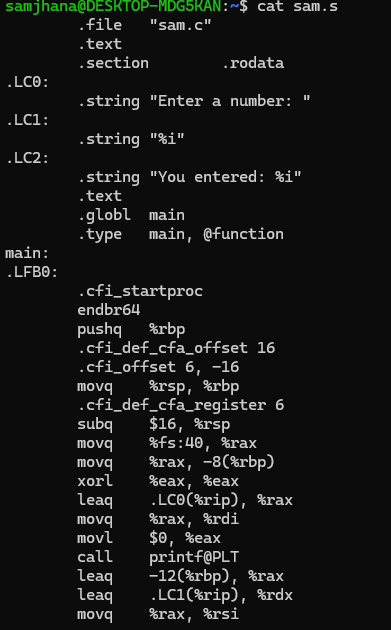 samjhana@DESKTOP-MDG5KAN:~$ cat sam.s
        .file   "sam.c"
        .text
        .section        .rodata
.LC0:
        .string "Enter a number: "
.LC1:
        .string "%i"
.LC2:
        .string "You entered: %i"
        .text
        .globl  main
        .type   main, @function
main:
.LFB0:
        .cfi_startproc
        endbr64
        pushq   %rbp
        .cfi_def_cfa_offset 16
        .cfi_offset 6, -16
        movq    %rsp, %rbp
        .cfi_def_cfa_register 6
        subq    $16, %rsp
        movq    %fs:40, %rax
        movq    %rax, -8(%rbp)
        xorl    %eax, %eax
        leaq    .LC0(%rip), %rax
        movq    %rax, %rdi
        movl    $0, %eax
        call    printf@PLT
        leaq    -12(%rbp), %rax
        leaq    .LC1(%rip), %rdx
        movq    %rax, %rsi